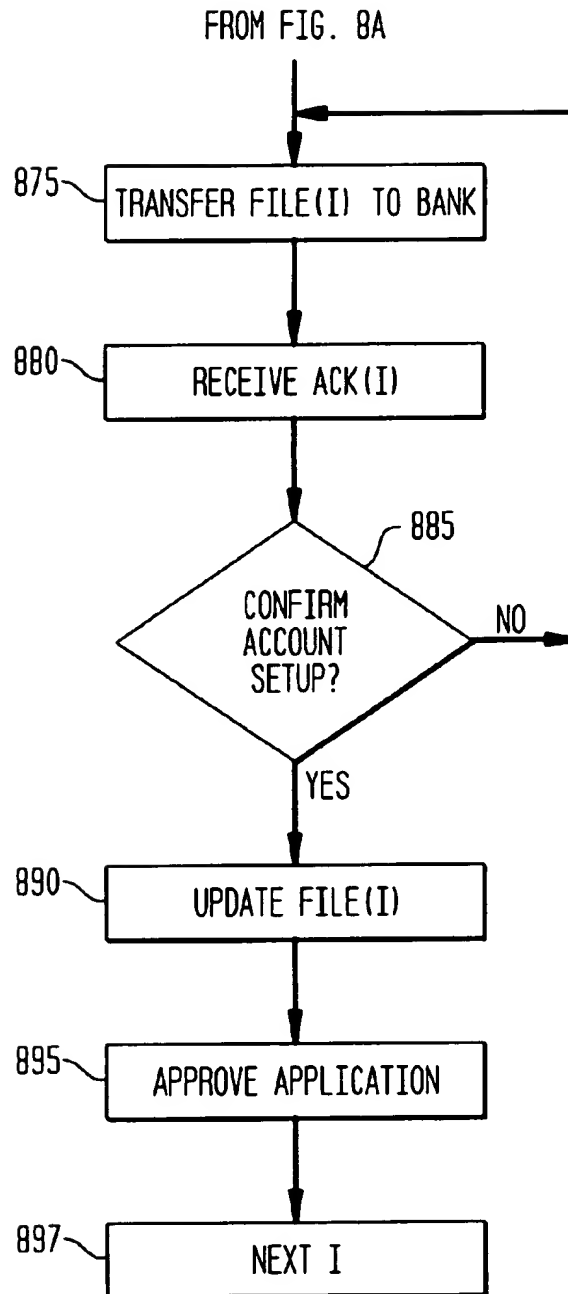 FROM FIG. 8A
875
TRANSFER FILE(I) TO BANK
880
RECEIVE ACK(I)
885
CONFIRM
ACCOUNT
SETUP?
NO
YES
890
UPDATE FILE(I)
895
APPROVE APPLICATION
897
NEXT I